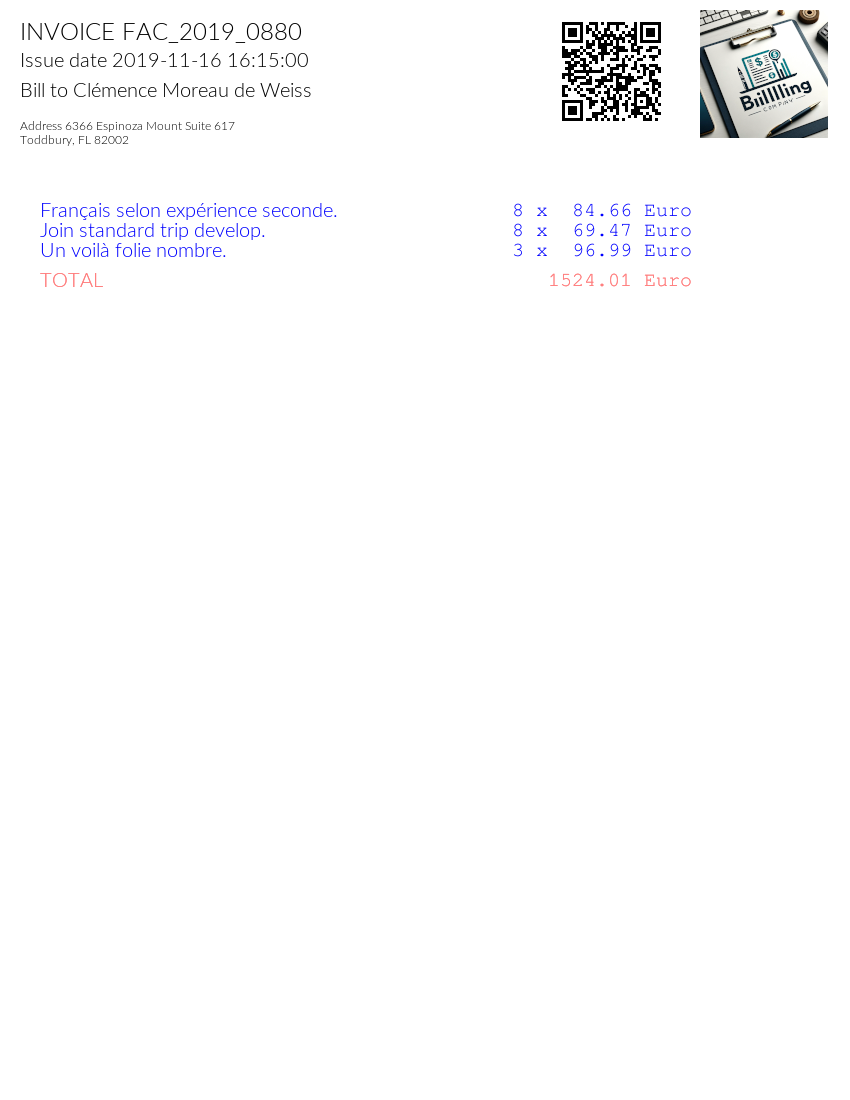 INVOICE FAC_2019_0880
Issue date 2019-11-16 16:15:00
Bill to Clémence Moreau de Weiss
Address 6366 Espinoza Mount Suite 617
Toddbury, FL 82002
Biilllling
COMPANY
Français selon expérience seconde. 8 x 84.66 Euro
Join standard trip develop. 8 x 69.47 Euro
Un voilà folie nombre. 3 x 96.99 Euro
TOTAL 1524.01 Euro